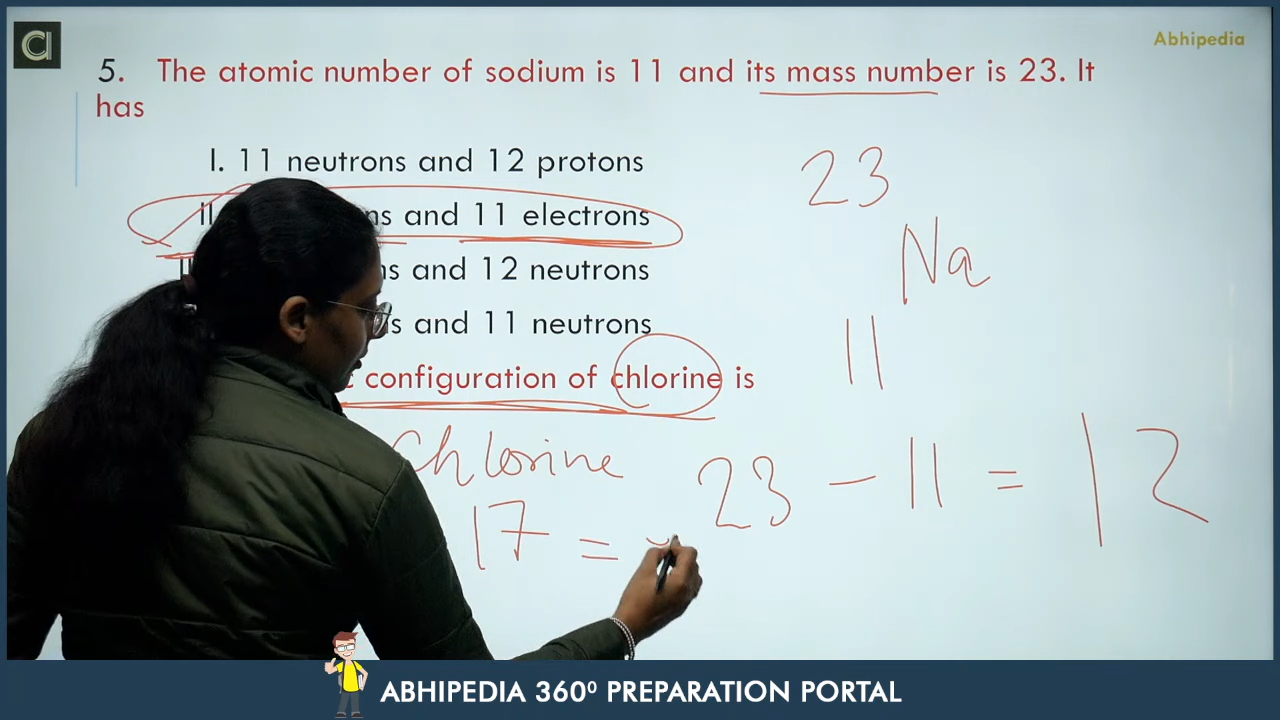 Abhipedia
5. The atomic number of sodium is 11 and its mass number is 23. It
has
I. 11 neutrons and 12 protons
and 11 electrons
and 12 neutrons
and 11 neutrons
configuration of chlorine is
23
Na
11
Chlorine
23 - 11 = 12
17 =
ABHIPEDIA 360⁰ PREPARATION PORTAL